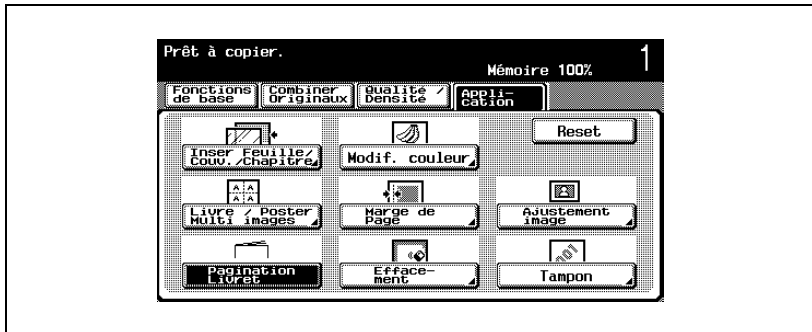 Prêt à copier.
Mémoire 100%
1
Fonctions
de base
Combiner
Originaux
Qualité /
Densité
Appli-
cation
Inser Feuille/
Couv./Chapitre
Modif. couleur
Reset
A A
A A
Livre / Poster
Multi images
Marge de
Page
Ajustement
image
Pagination
Livret
Efface-
ment
Tampon